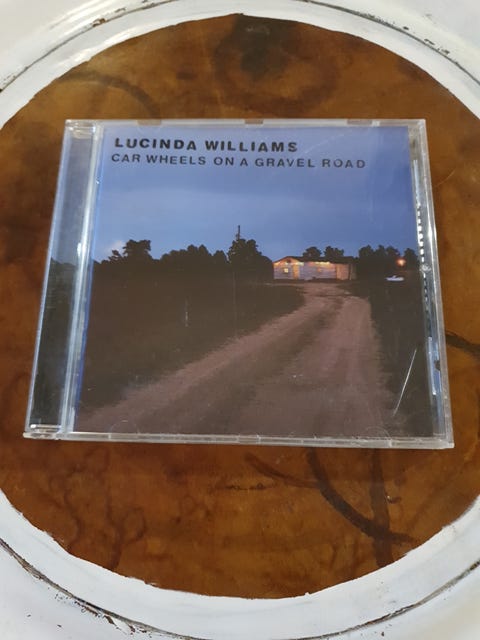 LUCINDA WILLIAMS
CAR WHEELS ON A GRAVEL ROAD